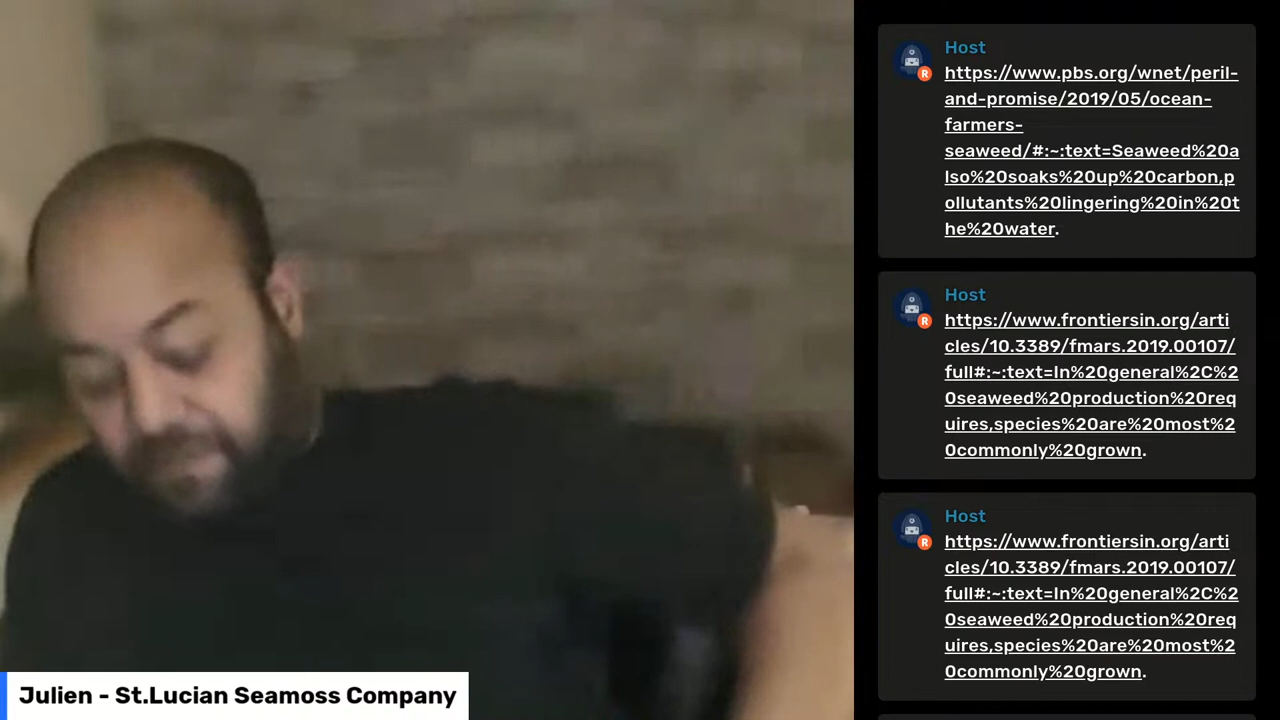 Host
https://www.pbs.org/wnet/peril-
and-promise/2019/05/ocean-
farmers-
seaweed/#:~:text=Seaweed%20a
lso%20soaks%20up%20carbon,p
ollutants%20lingering%20in%20t
he%20water.
Host
https://www.frontiersin.org/arti
cles/10.3389/fmars.2019.00107/
full#:~:text=In%20general%2C%2
0seaweed%20production%20req
uires,species%20are%20most%2
0commonly%20grown.
Host
https://www.frontiersin.org/arti
cles/10.3389/fmars.2019.00107/
full#:~:text=In%20general%2C%2
0seaweed%20production%20req
uires,species%20are%20most%2
0commonly%20grown.
R
R
R
Julien - St.Lucian Seamoss Company